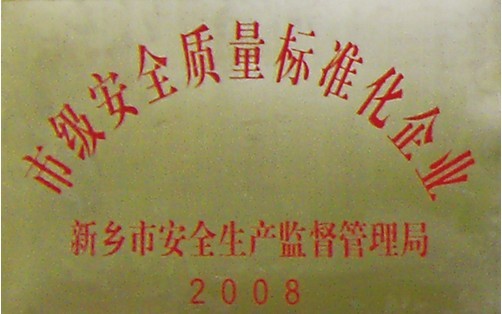 市级安全质量标准化企业
新乡市安全生产监督管理局
2008